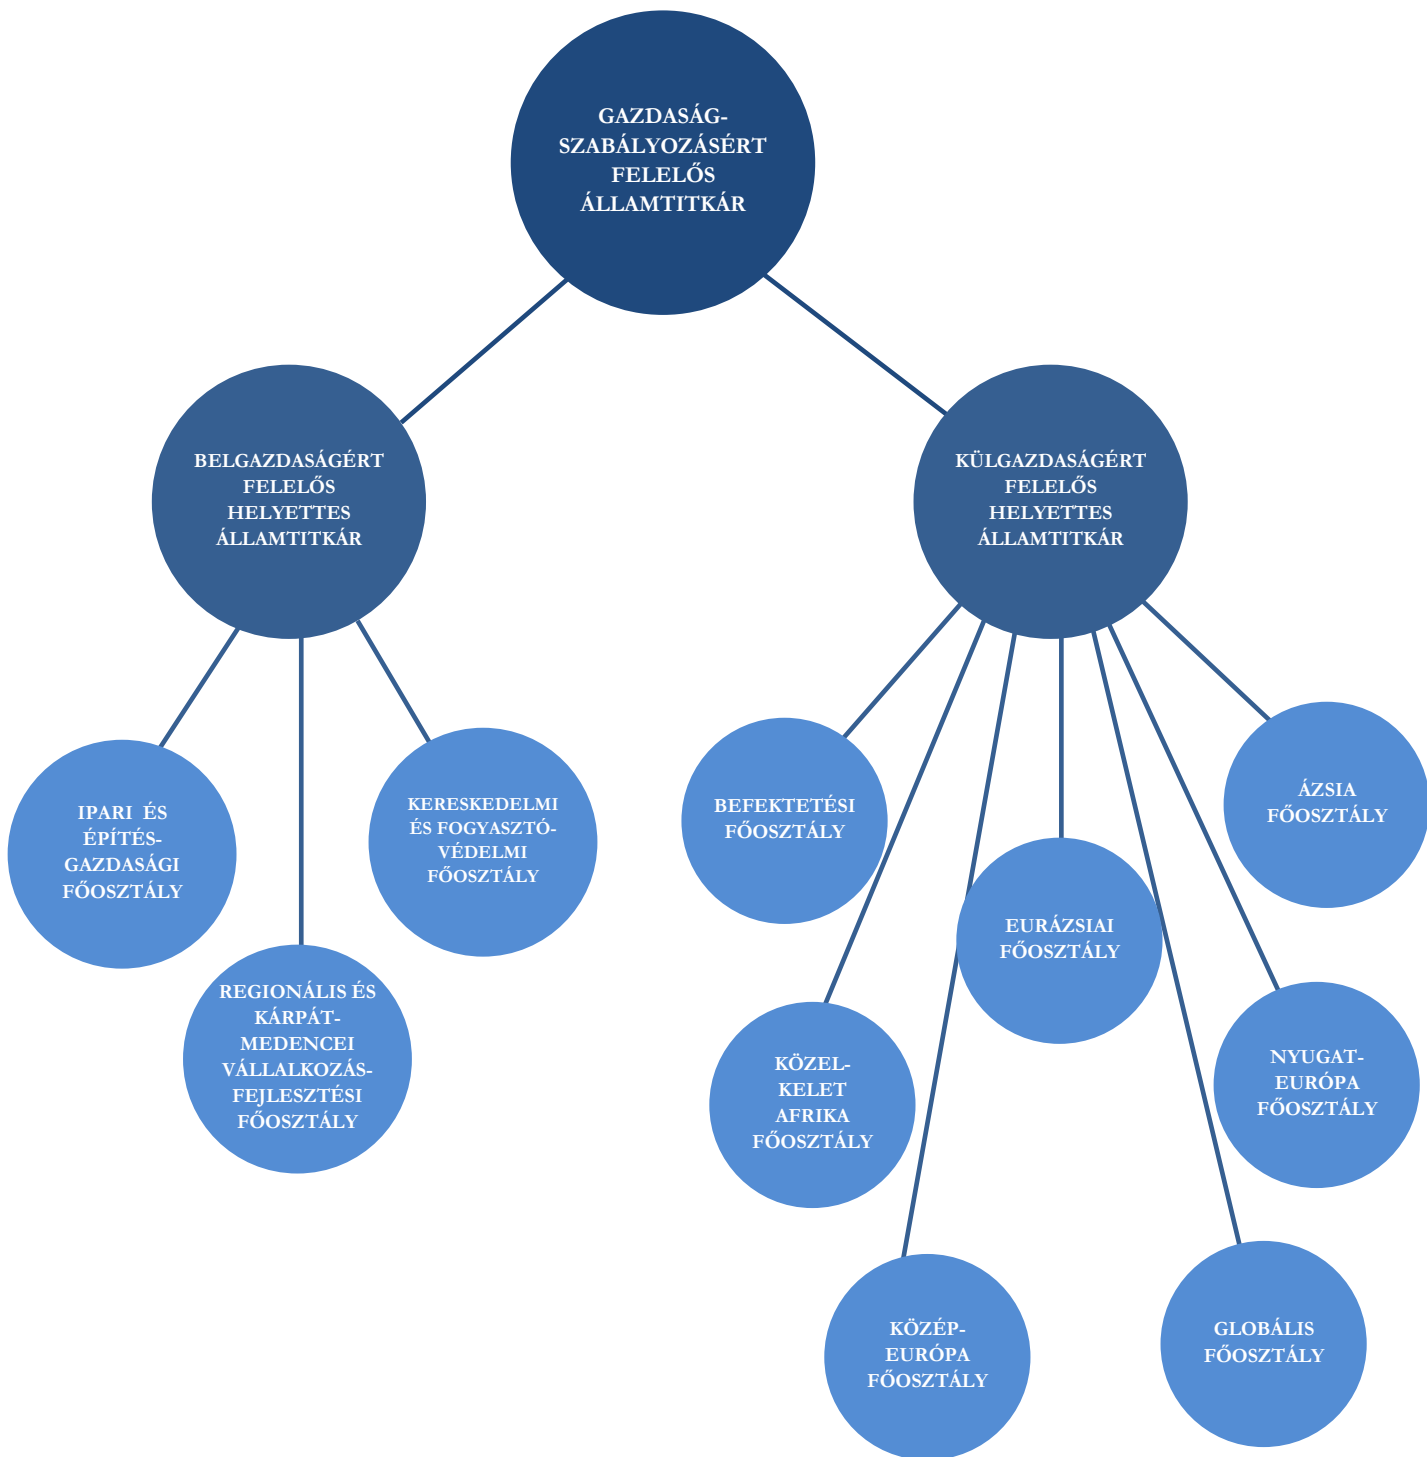 GAZDASÁG-
SZABÁLYOZÁSÉRT
FELELŐS
ÁLLAMTITKÁR
BELGAZDASÁGÉRT
FELELŐS
HELYETTES
ÁLLAMTITKÁR
KÜLGAZDASÁGÉRT
FELELŐS
HELYETTES
ÁLLAMTITKÁR
IPARI ÉS
ÉPÍTÉS-
GAZDASÁGI
FŐOSZTÁLY
REGIONÁLIS ÉS
KÁRPÁT-
MEDENCEI
VÁLLALKOZÁS-
FEJLESZTÉSI
FŐOSZTÁLY
KERESKEDELMI
ÉS FOGYASZTÓ-
VÉDELMI
FŐOSZTÁLY
BEFEKTETÉSI
FŐOSZTÁLY
KÖZEL-
KELET
AFRIKA
FŐOSZTÁLY
KÖZÉP-
EURÓPA
FŐOSZTÁLY
EURÁZSIAI
FŐOSZTÁLY
GLOBÁLIS
FŐOSZTÁLY
NYUGAT-
EURÓPA
FŐOSZTÁLY
ÁZSIA
FŐOSZTÁLY